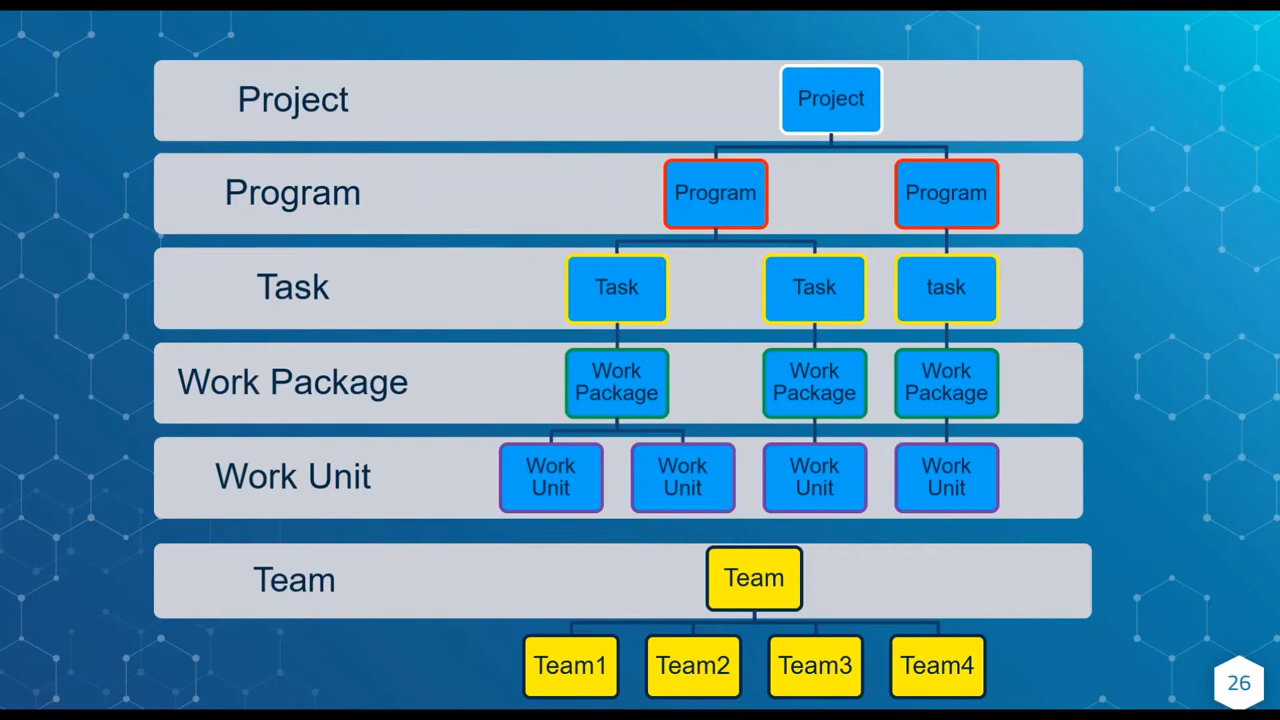 Project
Project
Program
Program
Program
Task
Task
Task
task
Work Package
Work
Package
Work
Package
Work
Package
Work Unit
Work
Unit
Work
Unit
Work
Unit
Work
Unit
Team
Team
Team1
Team2
Team3
Team4
26